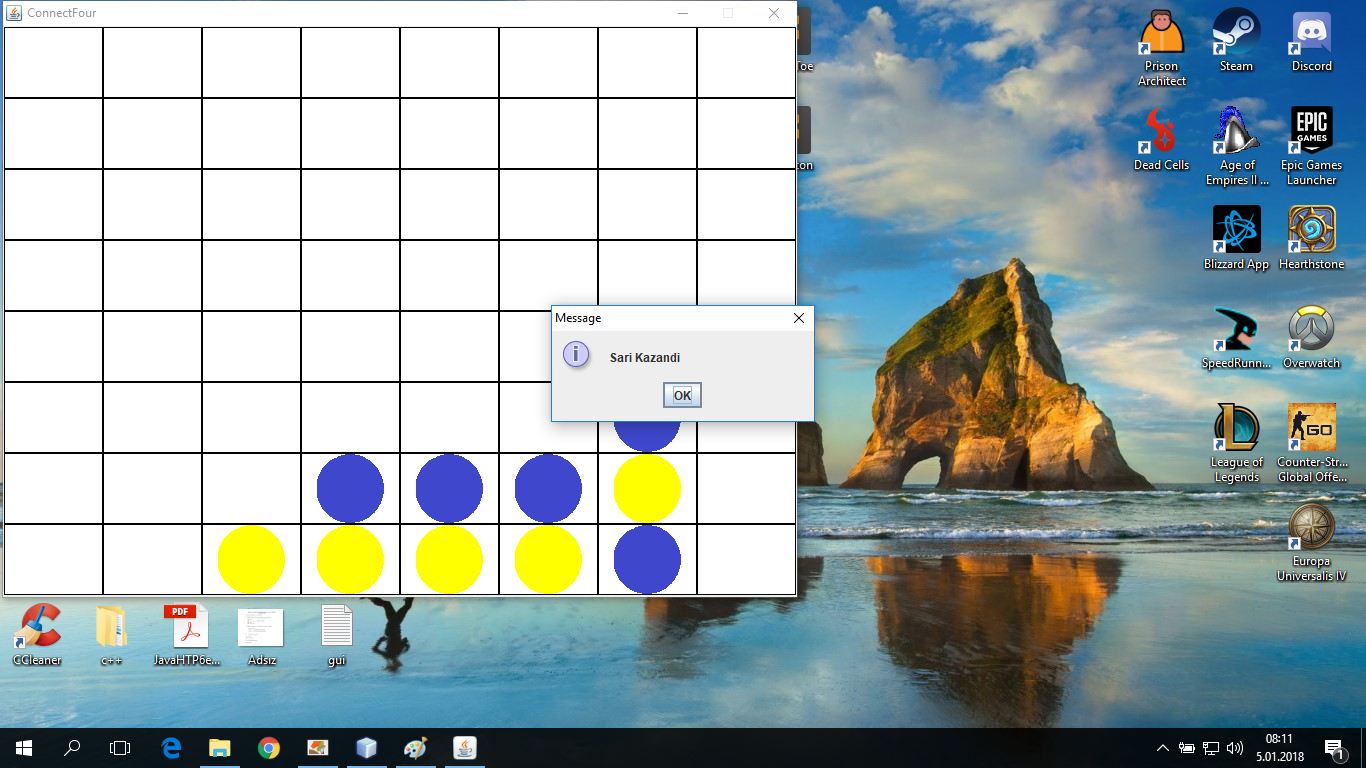 ConnectFour
Message
Sari Kazandi
OK
Toe
Prison
Architect
Steam
Discord
Dead Cells
Age of
Empires II ...
Epic Games
Launcher
EPIC
GAMES
Blizzard App
Hearthstone
SpeedRunn...
Overwatch
League of
Legends
GO
Counter-Str...
Global Offe...
Europa
Universalis IV
CCleaner
c++
PDF
JavaHTP6e...
Adsız
gui
08:11
5.01.2018
1